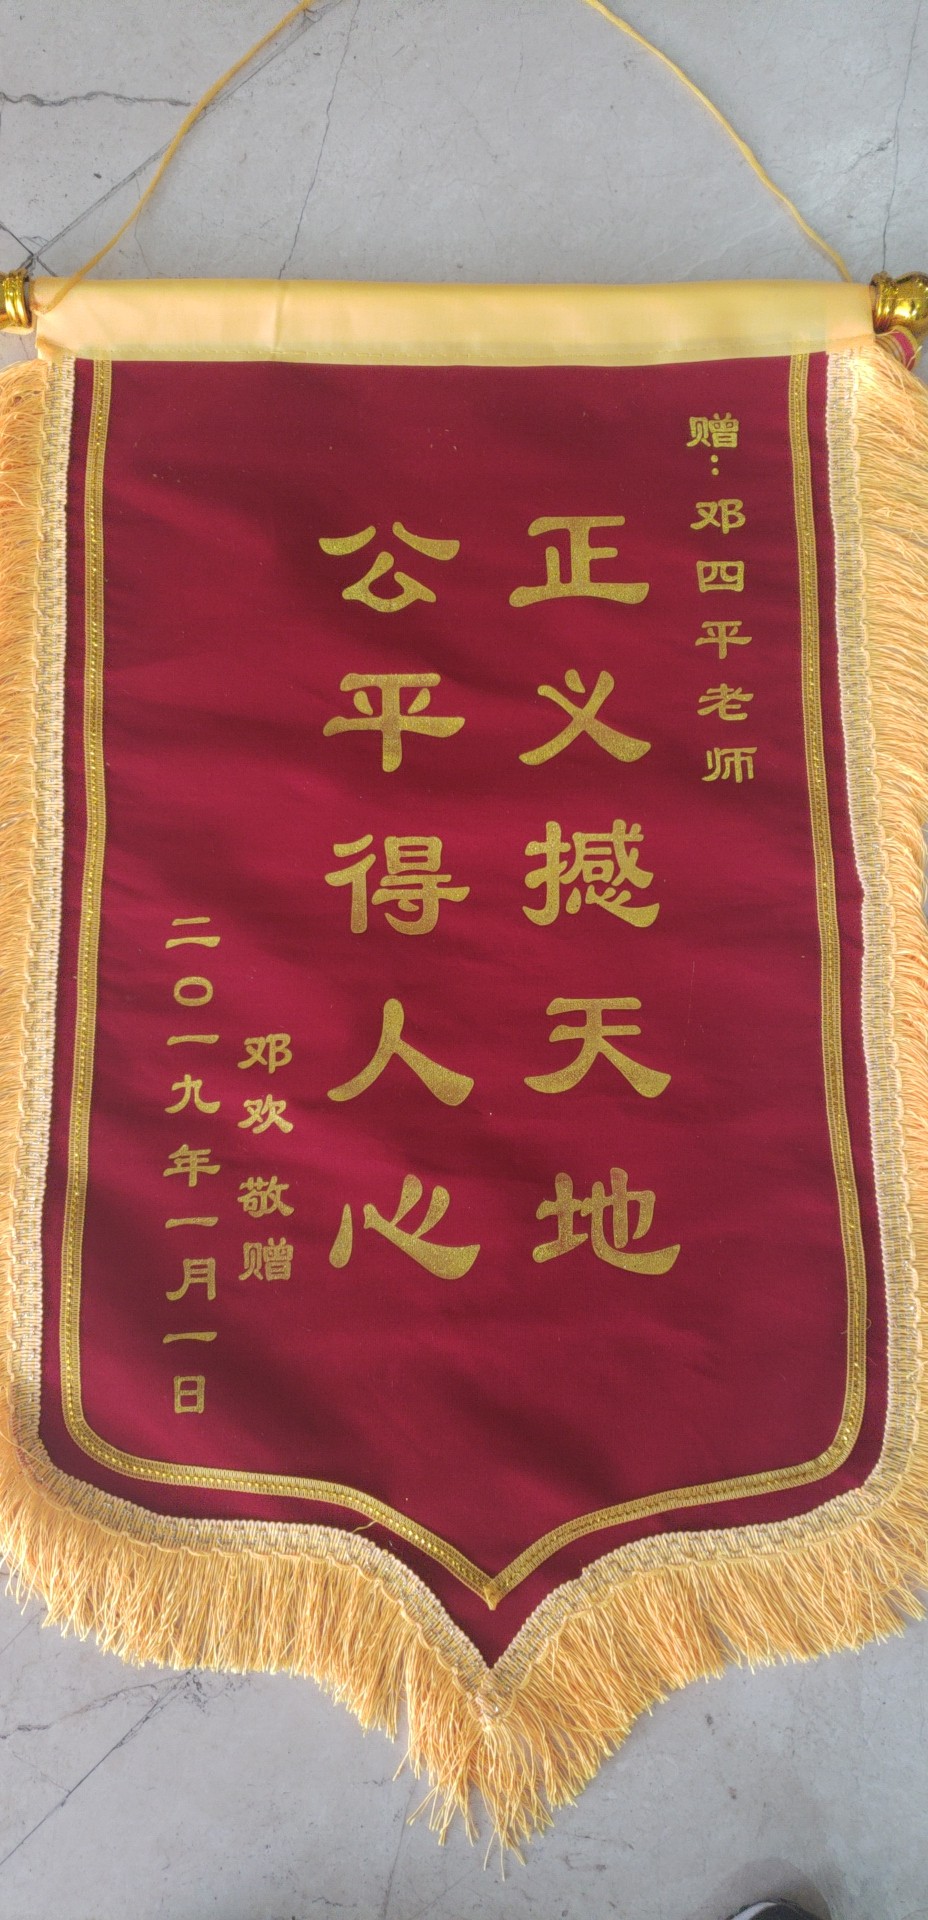 赠：邓四平老师
正义撼天地
公平得人心
邓欢 敬赠
二〇一九年一月一日